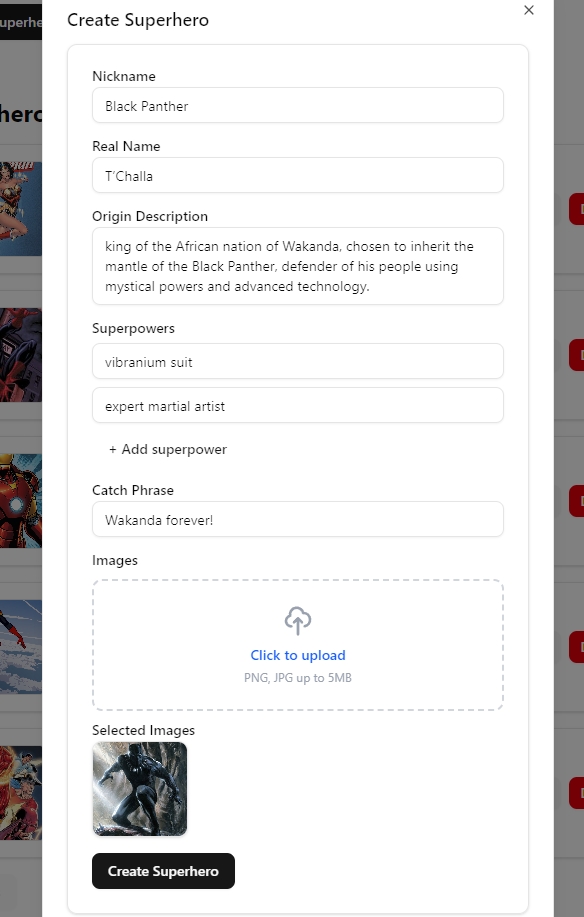 Create Superhero
Nickname
Black Panther
Real Name
T'Challa
Origin Description
king of the African nation of Wakanda, chosen to inherit the
mantle of the Black Panther, defender of his people using
mystical powers and advanced technology.
Superpowers
vibranium suit
expert martial artist
+ Add superpower
Catch Phrase
Wakanda forever!
Images
Click to upload
PNG, JPG up to 5MB
Selected Images
Create Superhero